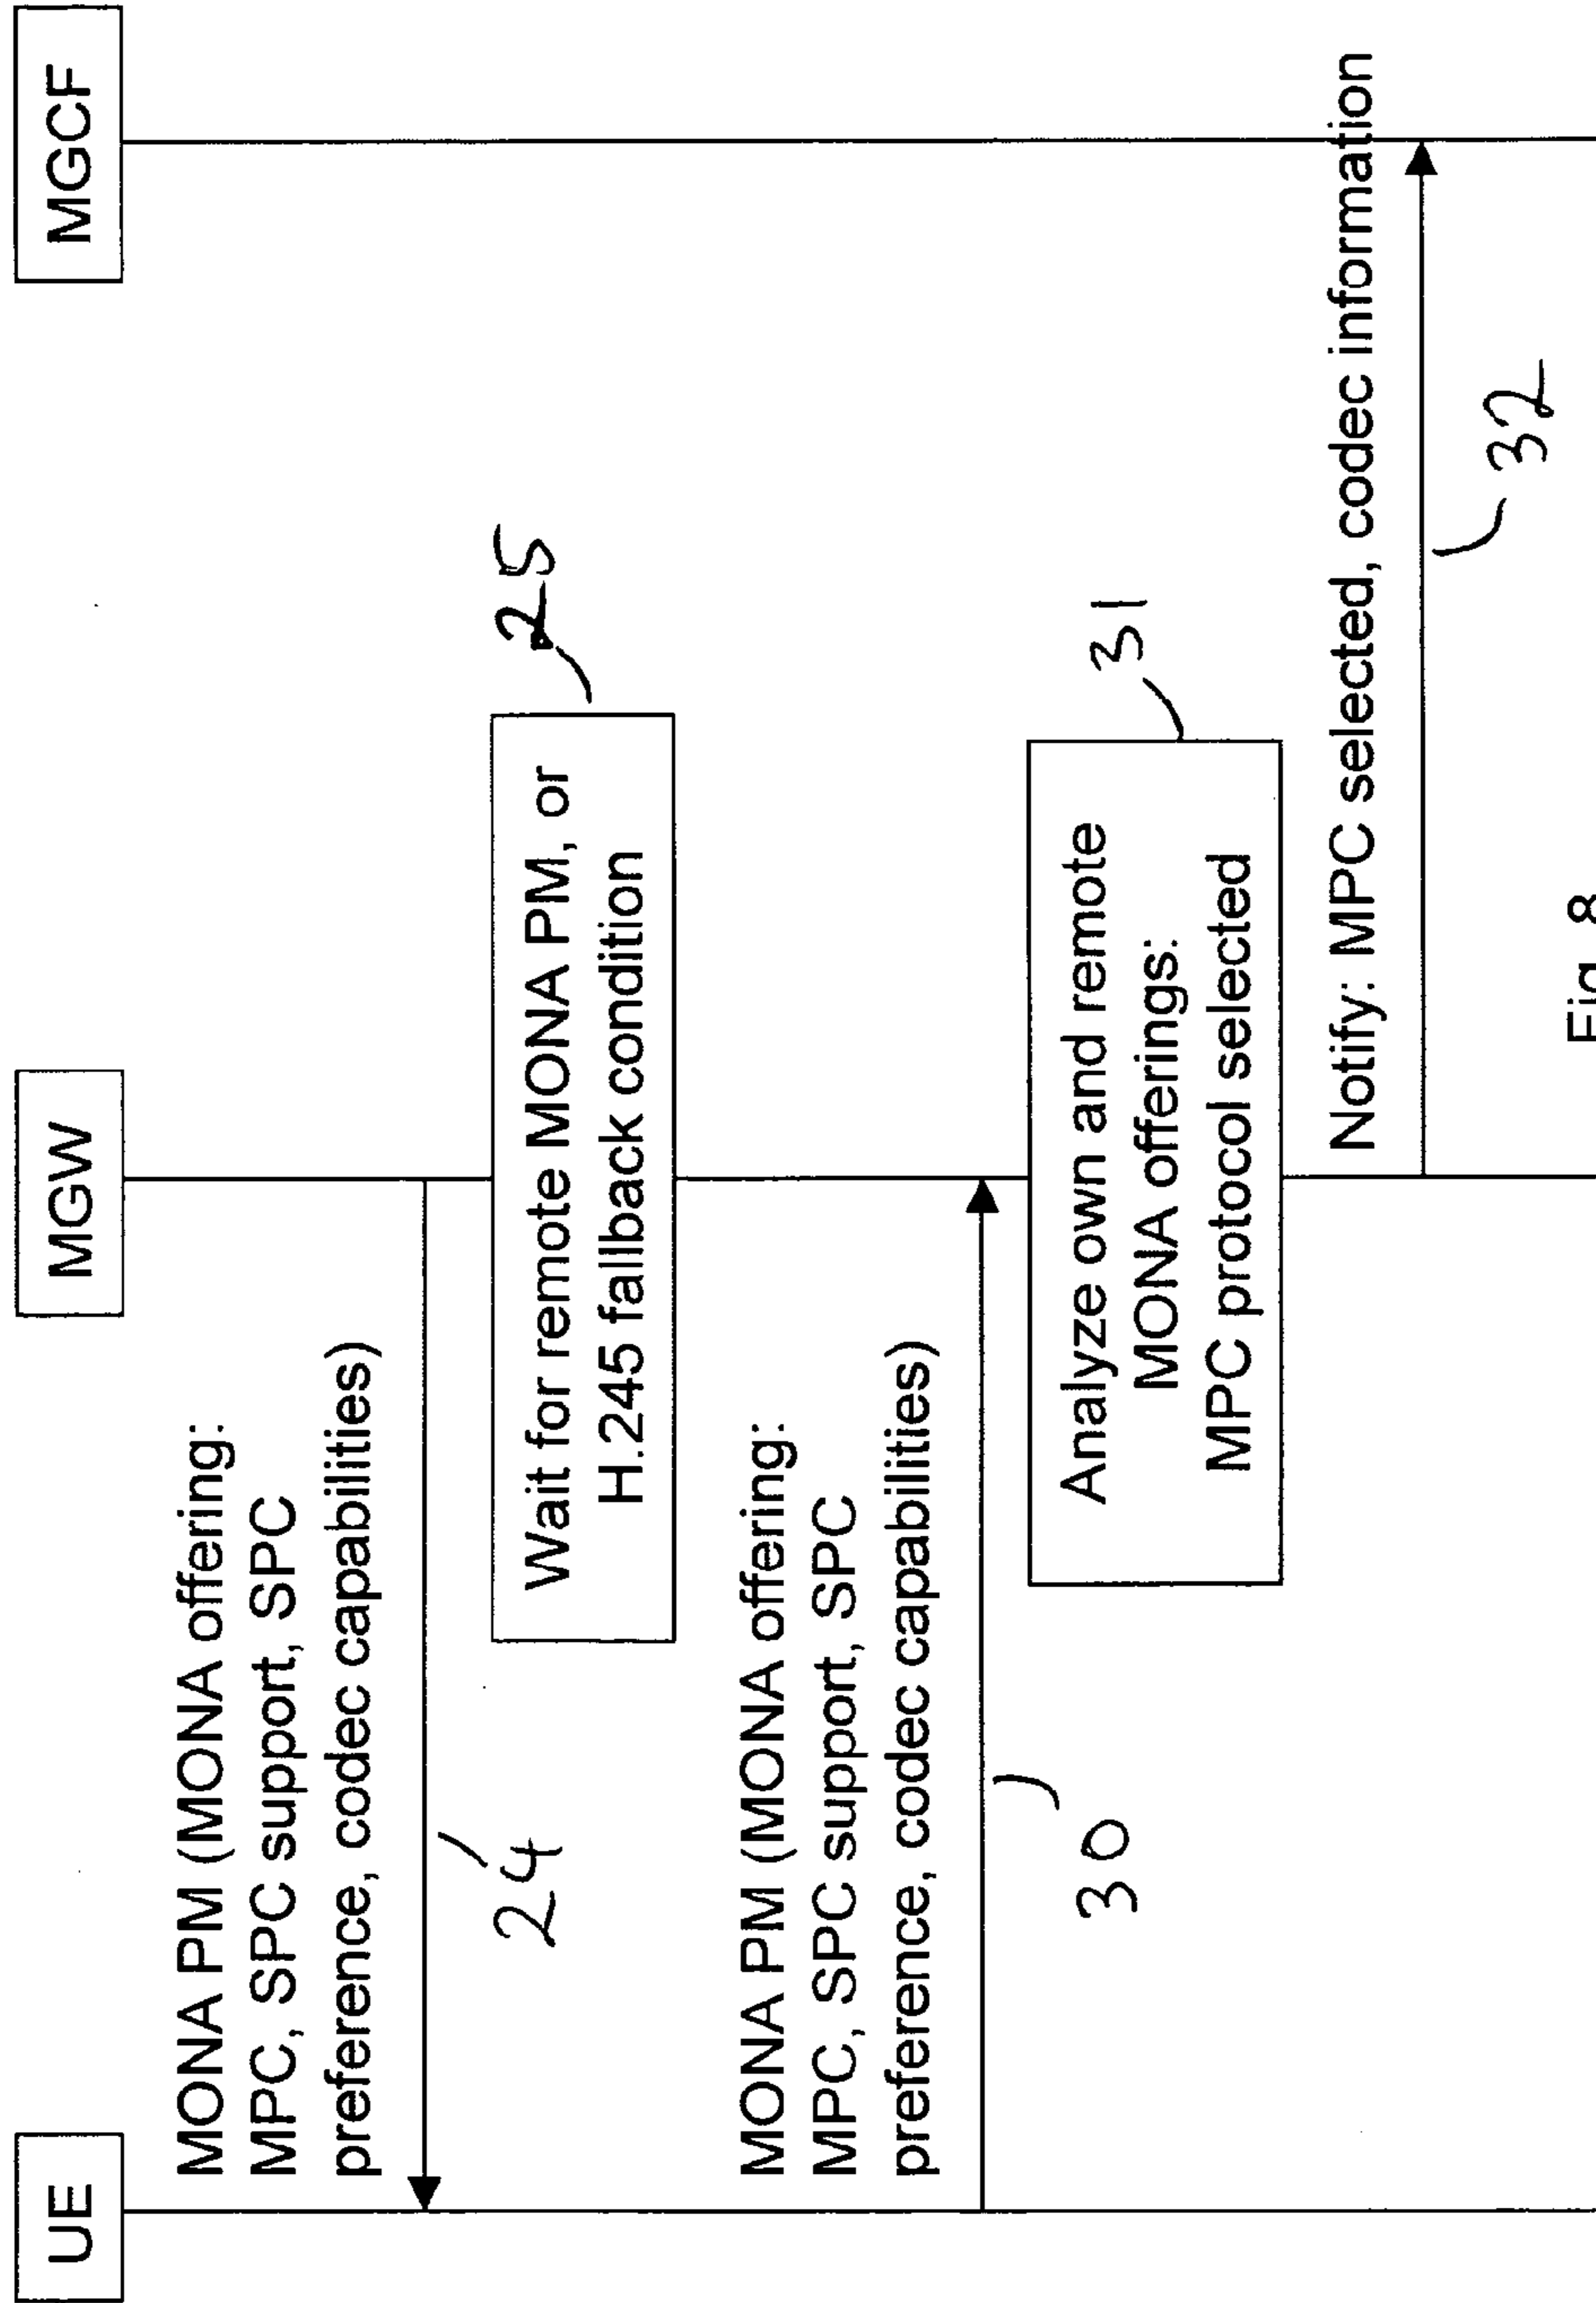 UE
MGW
MGCF
MONA PM (MONA offering:
MPC, SPC support, SPC
preference, codec capabilities)
24
Wait for remote MONA PM, or
H.245 fallback condition
25
MONA PM (MONA offering:
MPC, SPC support, SPC
preference, codec capabilities)
30
Analyze own and remote
MONA offerings:
MPC protocol selected
31
Notify: MPC selected, codec information
32
Fig. 8